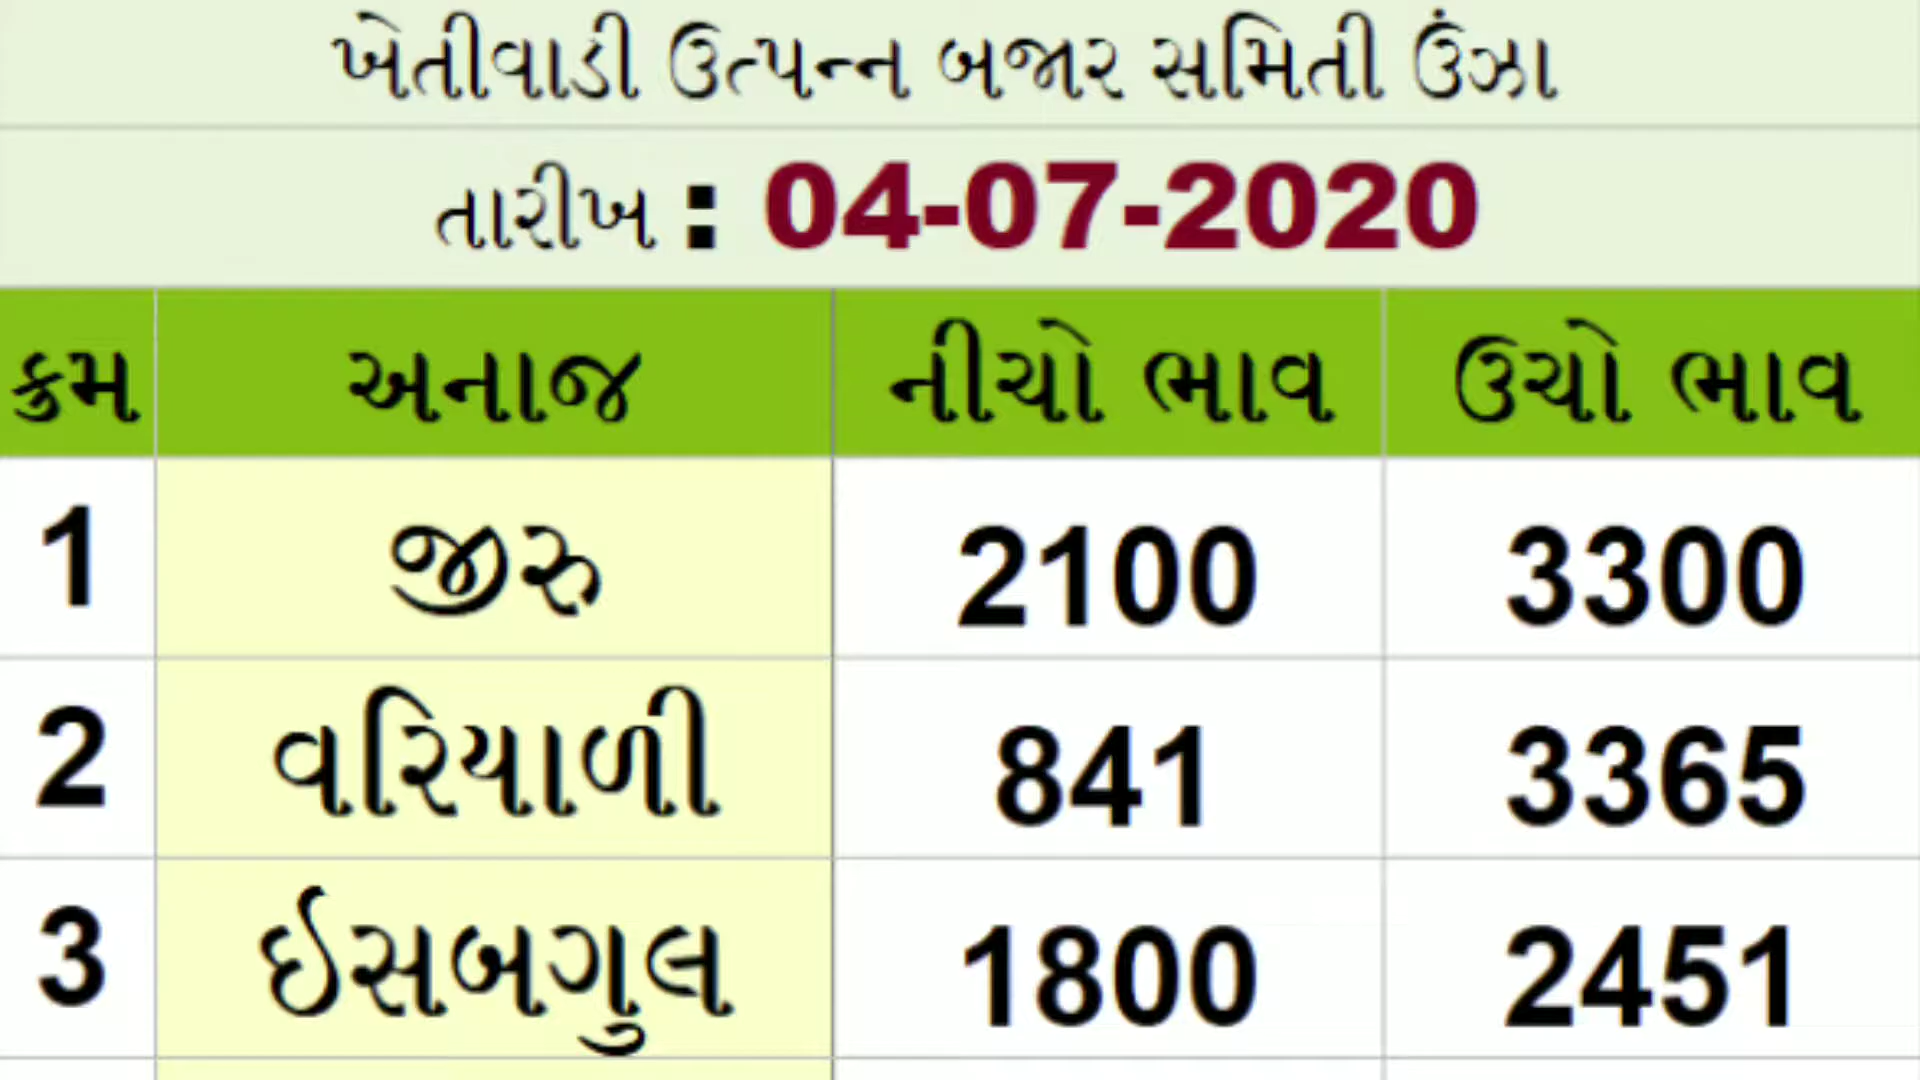 ખેતીવાડી ઉત્પન્ન બજાર સમિતી ઉંઝા
તારીખ : 04-07-2020
ક્રમ અનાજ નીચો ભાવ ઉચો ભાવ
1 જીરુ 2100 3300
2 વરિયાળી 841 3365
3 ઈસબગુલ 1800 2451